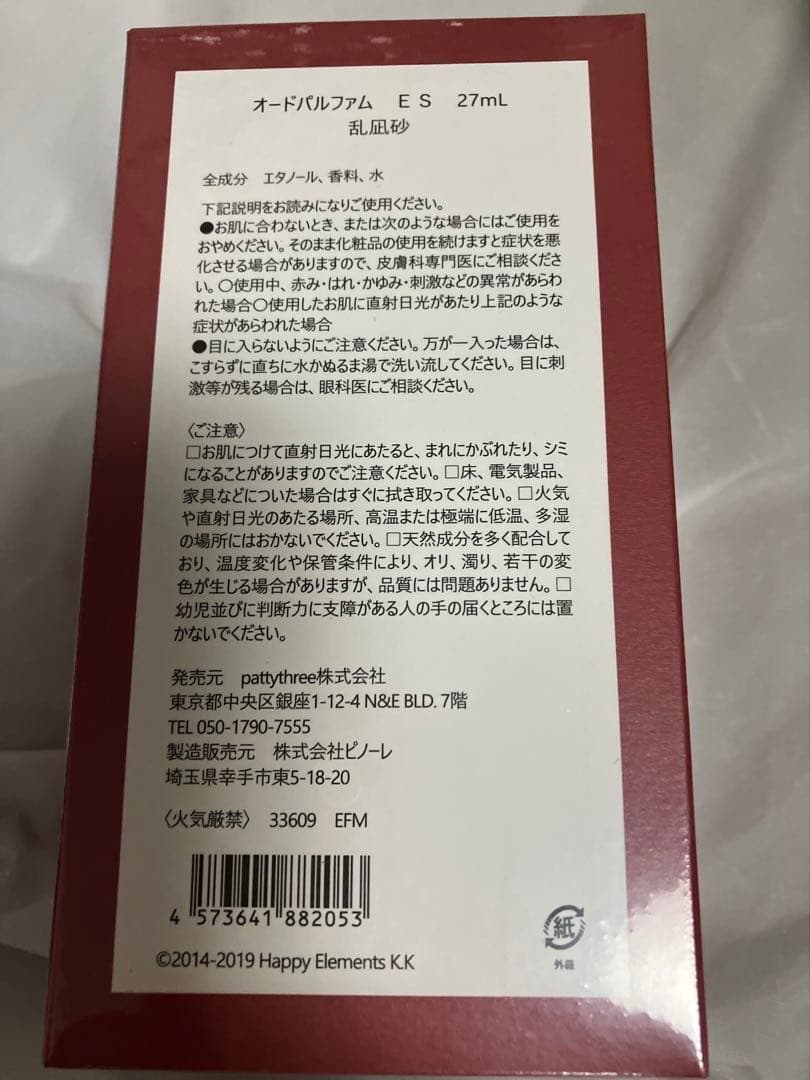 オードパルファム　ＥＳ　27mL
乱凪砂
全成分　エタノール、香料、水
下記説明をお読みになりご使用ください。
●お肌に合わないとき、または次のような場合にはご使用を
おやめください。そのまま化粧品の使用を続けますと症状を悪
化させる場合がありますので、皮膚科専門医にご相談くださ
い。○使用中、赤み・はれ・かゆみ・刺激などの異常があらわ
れた場合○使用したお肌に直射日光があたり上記のような
症状があらわれた場合
●目に入らないようにご注意ください。万が一入った場合は、
こすらずに直ちに水かぬるま湯で洗い流してください。目に刺
激等が残る場合は、眼科医にご相談ください。
〈ご注意〉
□お肌につけて直射日光にあたると、まれにかぶれたり、シミ
になることがありますのでご注意ください。□床、電気製品、
家具などについた場合はすぐに拭き取ってください。□火気
や直射日光のあたる場所、高温または極端に低温、多湿
の場所にはおかないでください。□天然成分を多く配合して
おり、温度変化や保管条件により、オリ、濁り、若干の変
色が生じる場合がありますが、品質には問題ありません。□
幼児並びに判断力に支障がある人の手の届くところには置
かないでください。
発売元　pattythree株式会社
東京都中央区銀座1-12-4 N&E BLD. 7階
TEL 050-1790-7555
製造販売元　株式会社ピノーレ
埼玉県幸手市東5-18-20
〈火気厳禁〉　33609　EFM
4 573641 882053
紙
外箱
©2014-2019 Happy Elements K.K